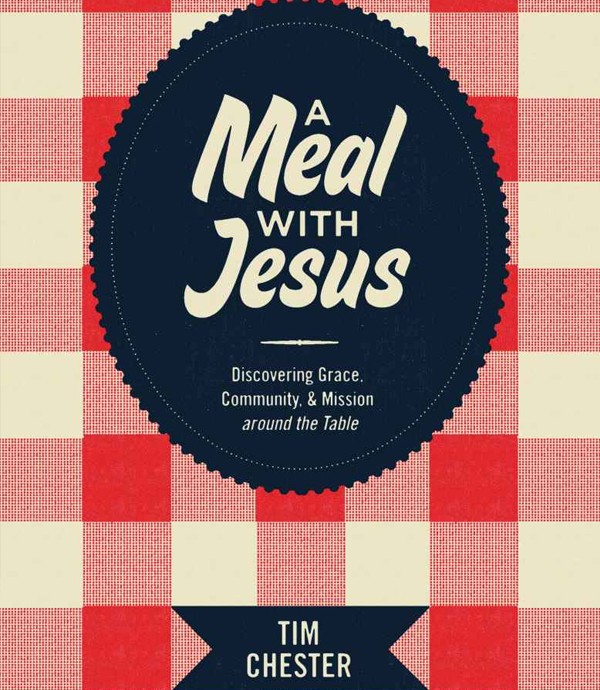 A
Meal
WITH
Jesus
Discovering Grace,
Community, & Mission
around the Table
TIM
CHESTER